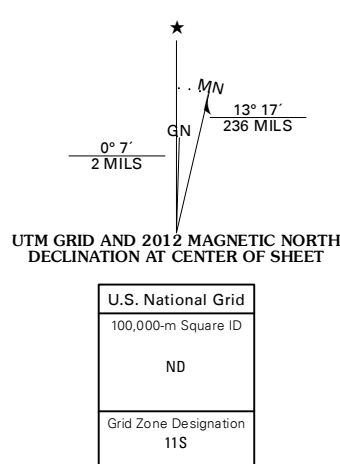 ★
MN
GN
0° 7´
2 MILS
13° 17´
236 MILS
UTM GRID AND 2012 MAGNETIC NORTH
DECLINATION AT CENTER OF SHEET
U.S. National Grid
100,000-m Square ID
ND
Grid Zone Designation
11S